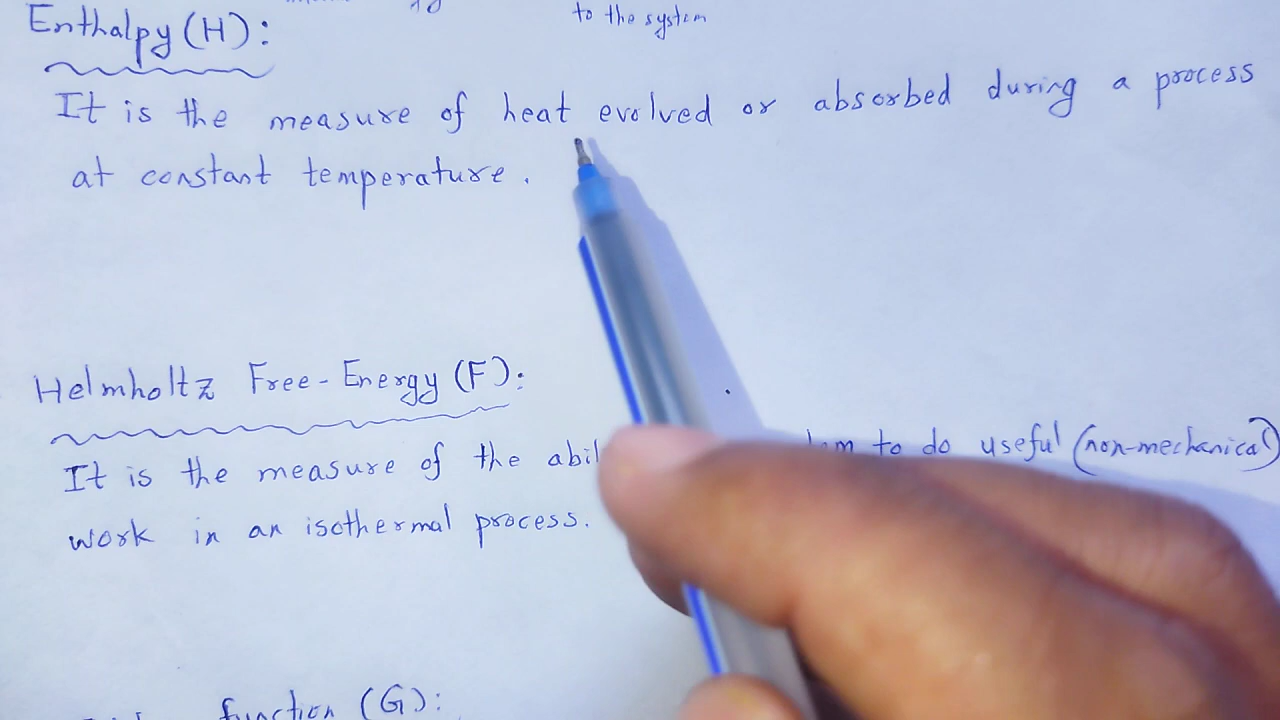 to the system
Enthalpy (H):
It is the measure of heat evolved or absorbed during a process
at constant temperature.
Helmholtz Free-Energy (F):
It is the measure of the to do useful (non-mechanical)
work in an isothermal process.
function (G):